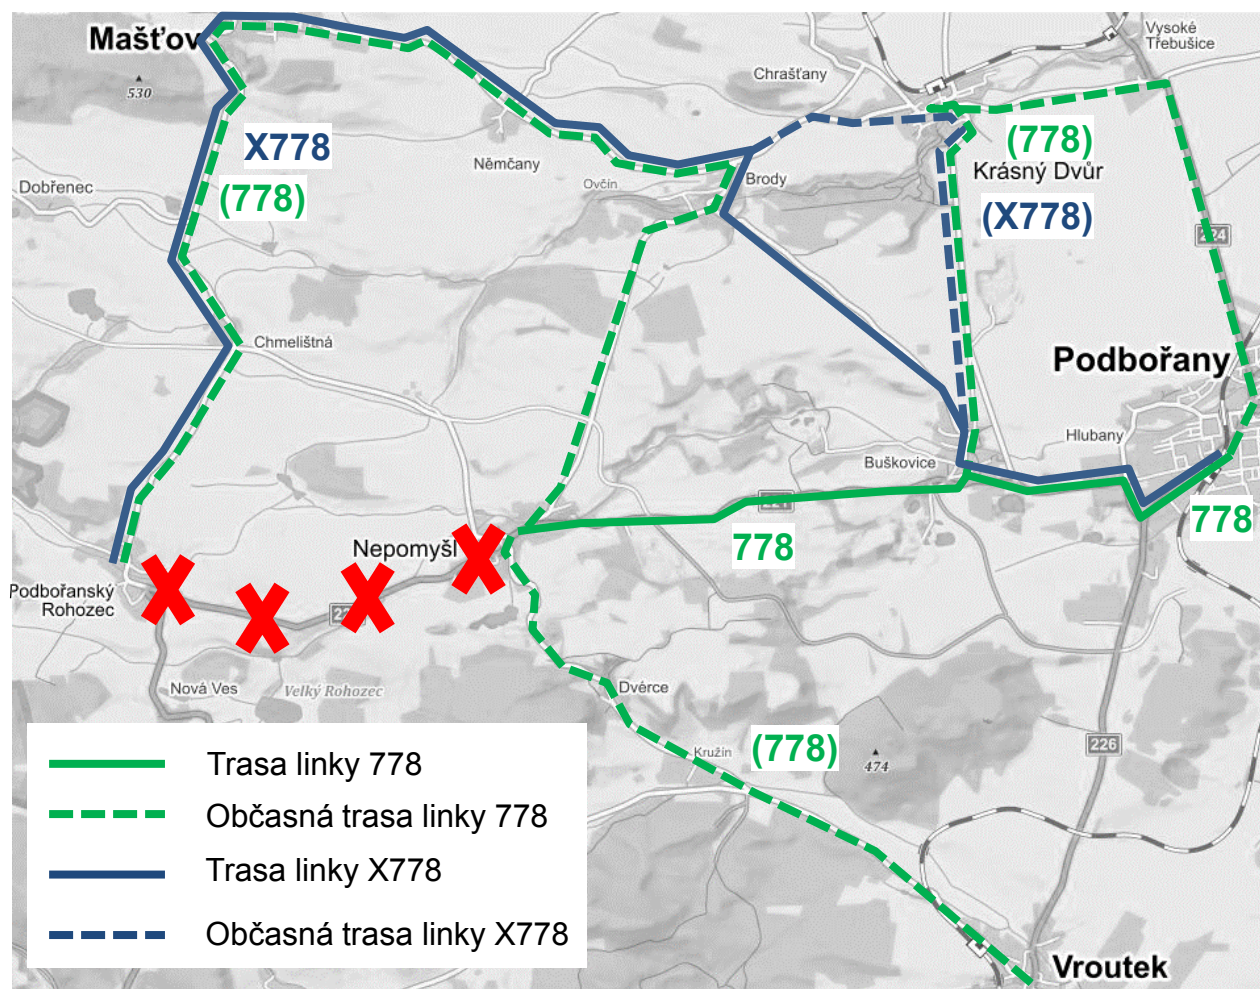 Mašťov
530
Vysoké
Třebušice
Chrašťany
X778
(778)
Němčany
(778)
Krásný Dvůr
(X778)
Dobřenec
Ovčín
Brody
224
Chmelištná
Podbořany
Hlubany
Buškovice
778
778
Nepomyšl
Podbořanský
Rohozec
Nová Ves
Velký Rohozec
Dvérce
Kružín
(778)
474
226
Trasa linky 778
Občasná trasa linky 778
Trasa linky X778
Občasná trasa linky X778
Vroutek